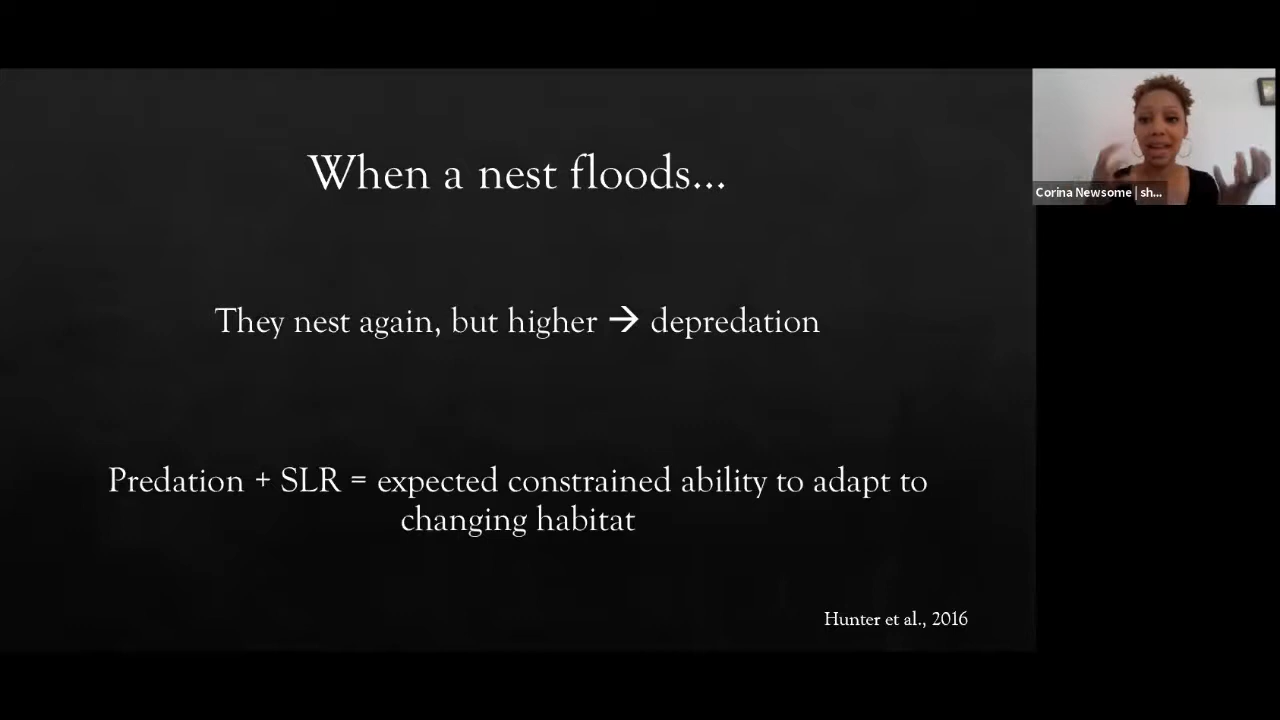 When a nest floods...
They nest again, but higher → depredation
Predation + SLR = expected constrained ability to adapt to
changing habitat
Hunter et al., 2016
Corina Newsome | sh...